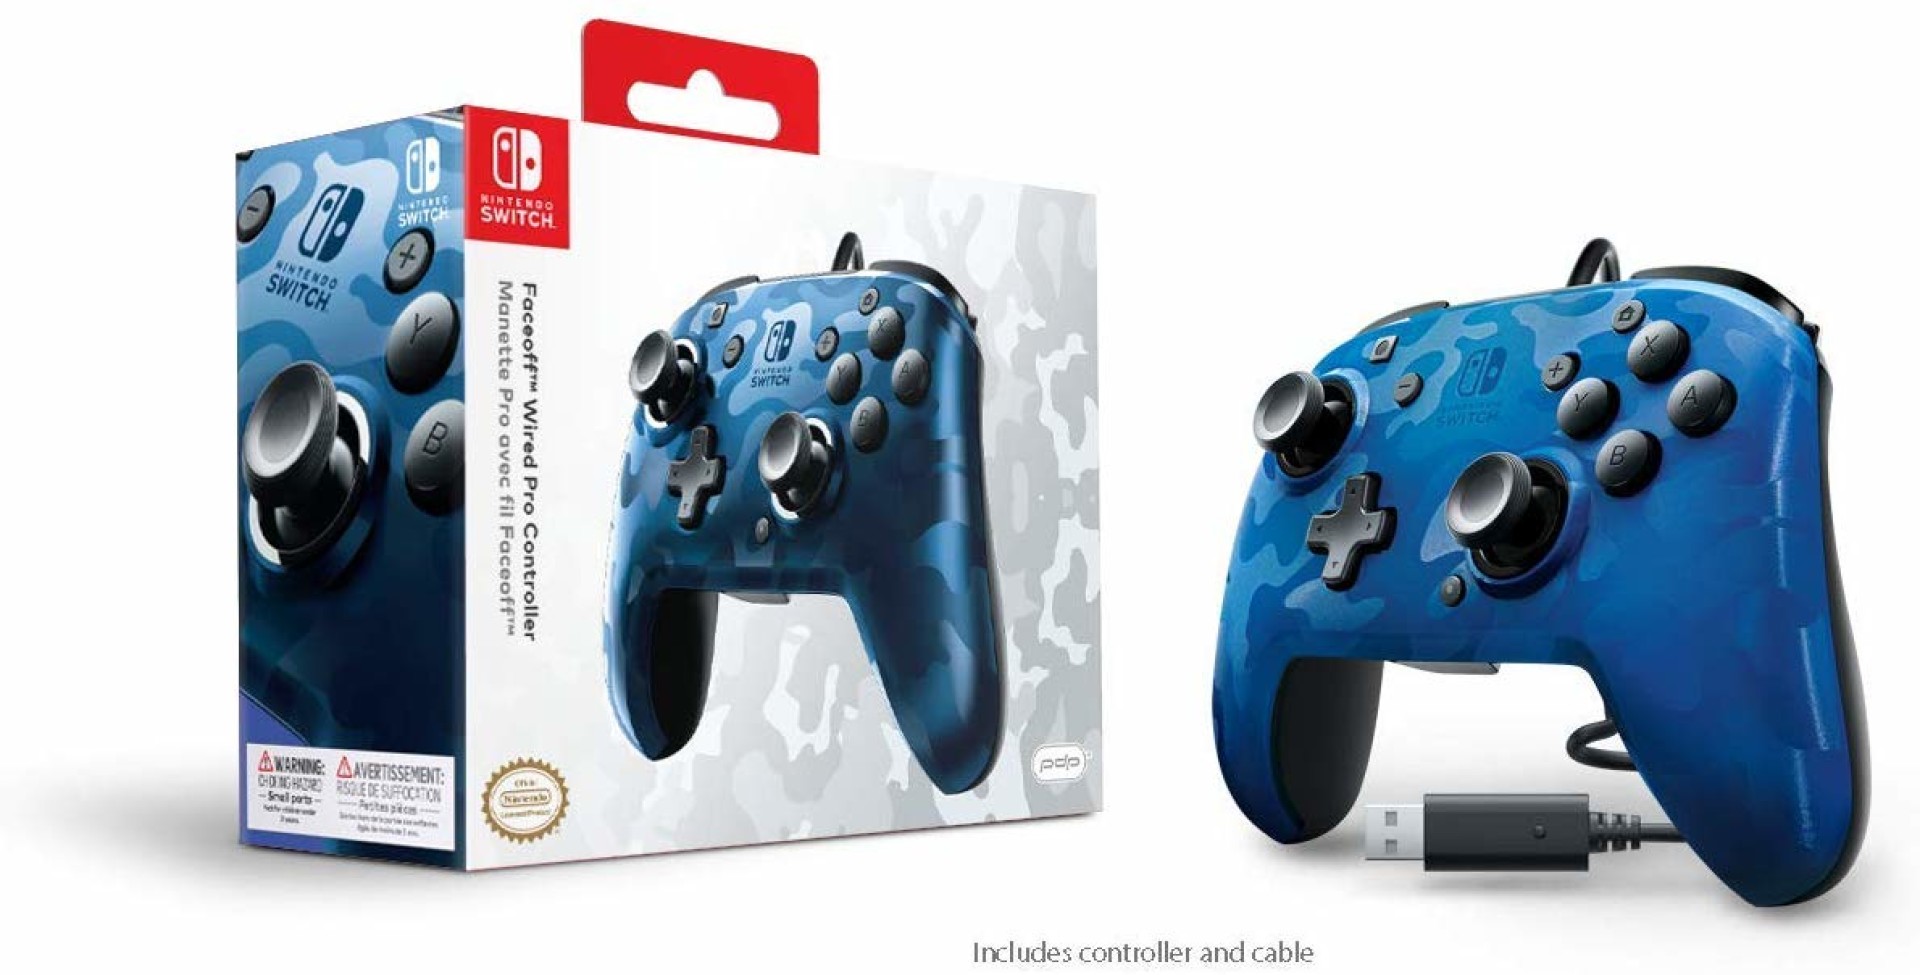 NINTENDO
SWITCH
NINTENDO
SWITCH
Y
B
WARNING:
CHOKING HAZARD
Small parts
AVERTISSEMENT:
RISQUE DE SUFFOCATION
Petites pièces
NINTENDO
SWITCH.
Faceoff™ Wired Pro Controller
Manette Pro avec fil Faceoff™
NINTENDO
SWITCH
X
Y
A
B
Nintendo
pdp
SWITCH
X
Y
A
B
Includes controller and cable